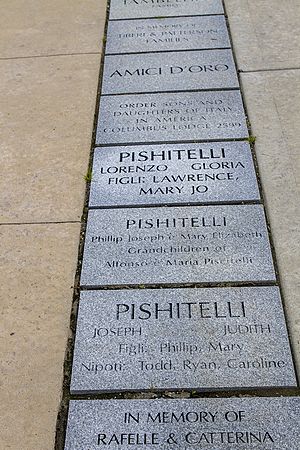 IN MEMORY OF
TIBERI & PATTERSON
FAMILIES
AMICI D'ORO
ORDER SONS AND
DAUGHTERS OF ITALY
IN AMERICA
COLUMBUS LODGE 2599
PISHITELLI
LORENZO GLORIA
FIGLI: LAWRENCE,
MARY JO
PISHITELLI
Phillip Joseph & Mary Elizabeth
Grandchildren of
Alfonso & Maria Piscitelli
PISHITELLI
JOSEPH JUDITH
Figli: Phillip, Mary
Nipoti: Todd, Ryan, Caroline
IN MEMORY OF
RAFELLE & CATTERINA